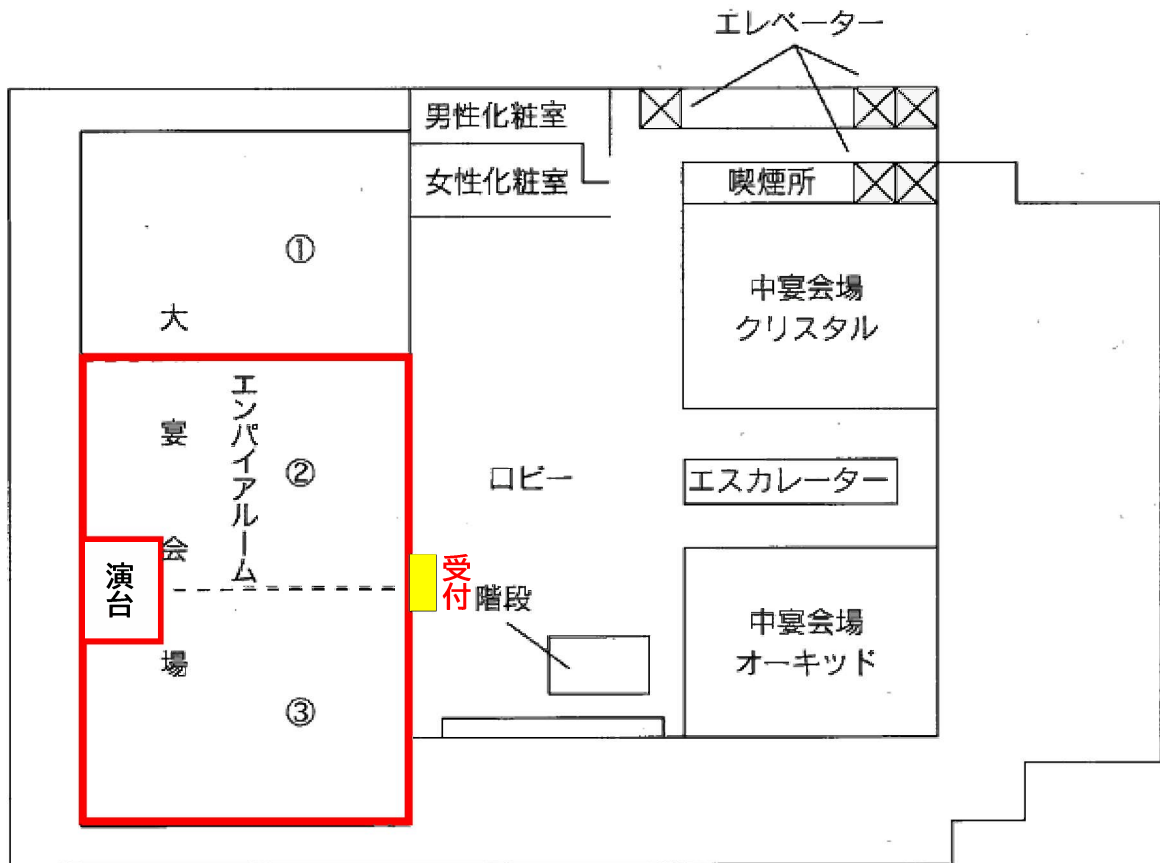 エレベーター
男性化粧室
女性化粧室
喫煙所
①
中宴会場
クリスタル
大宴会場
エンパイアルーム
②
ロビー
エスカレーター
演台
受付
階段
中宴会場
オーキッド
③